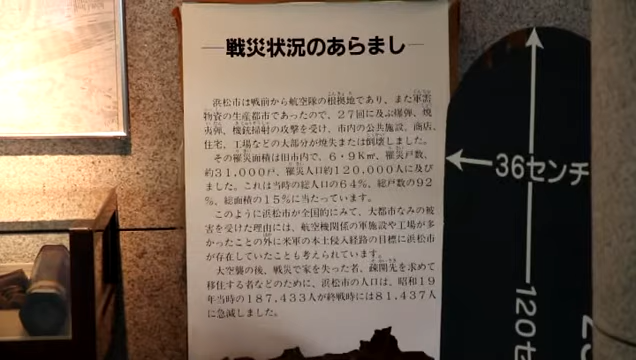 戦災状況のあらまし
浜松市は戦前から航空隊の根拠地であり、また軍需
物資の生産都市であったので、27回に及ぶ爆弾、焼
夷弾、機銃掃射の攻撃を受け、市内の公共施設、商店、
住宅、工場などの大部分が焼失または倒壊しました。
その罹災面積は旧市内で、6・9K㎡、罹災戸数、
約31,000戸、罹災人口約120,000人に及び
ました。これは当時の総人口の64%、総戸数の92
%、総面積の15%に当たっています。
このように浜松市が全国的にみて、大都市なみの被
害を受けた理由には、航空機関係の軍施設や工場が多
かったことの外に米軍の本土侵入経路の目標に浜松市
が存在していたことも考えられています。
大空襲の後、戦災で家を失った者、疎開先を求めて
移住する者などのために、浜松市の人口は、昭和19
年当時の187,433人が終戦時には81,437人
に急減しました。
36センチ
120セ